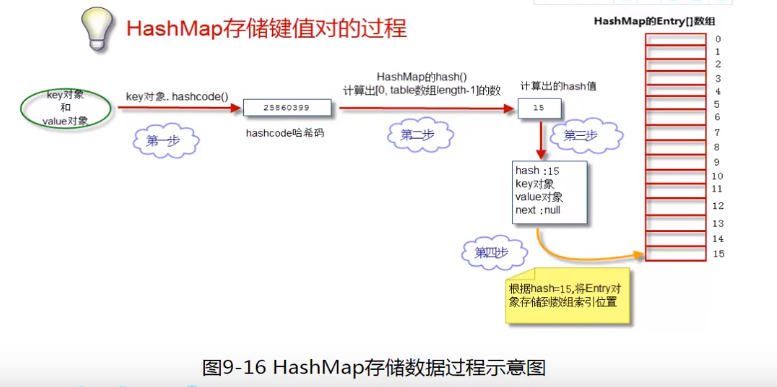 HashMap存储键值对的过程
HashMap的Entry[]数组
key对象
和
value对象
key对象. hashcode()
第一步
25860399
hashcode哈希码
HashMap的hash()
计算出[0, table数组length-1]的数
第二步
计算出的hash值
15
第三步
hash :15
key对象
value对象
next :null
第四步
根据hash=15,将Entry对
象存储到数组索引位置
0
1
2
3
4
5
6
7
8
9
10
11
12
13
14
15
图9-16 HashMap存储数据过程示意图